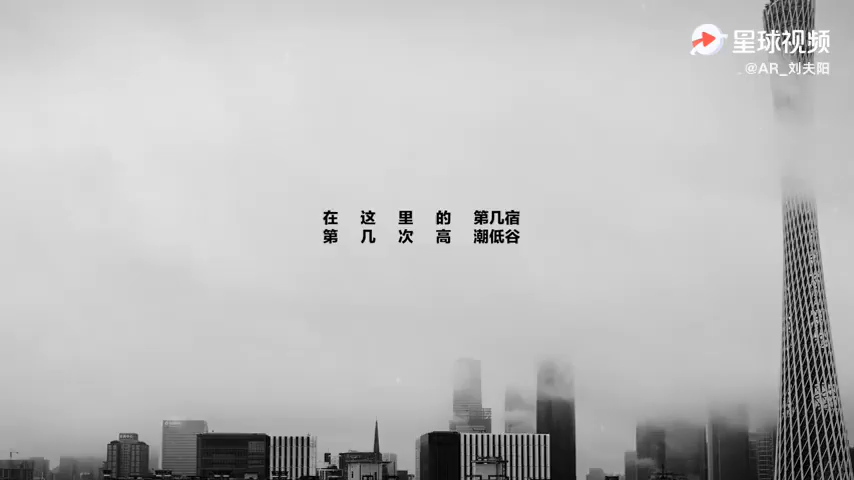 星球视频
@AR_刘夫阳
在 这 里 的 第几宿
第 几 次 高 潮低谷